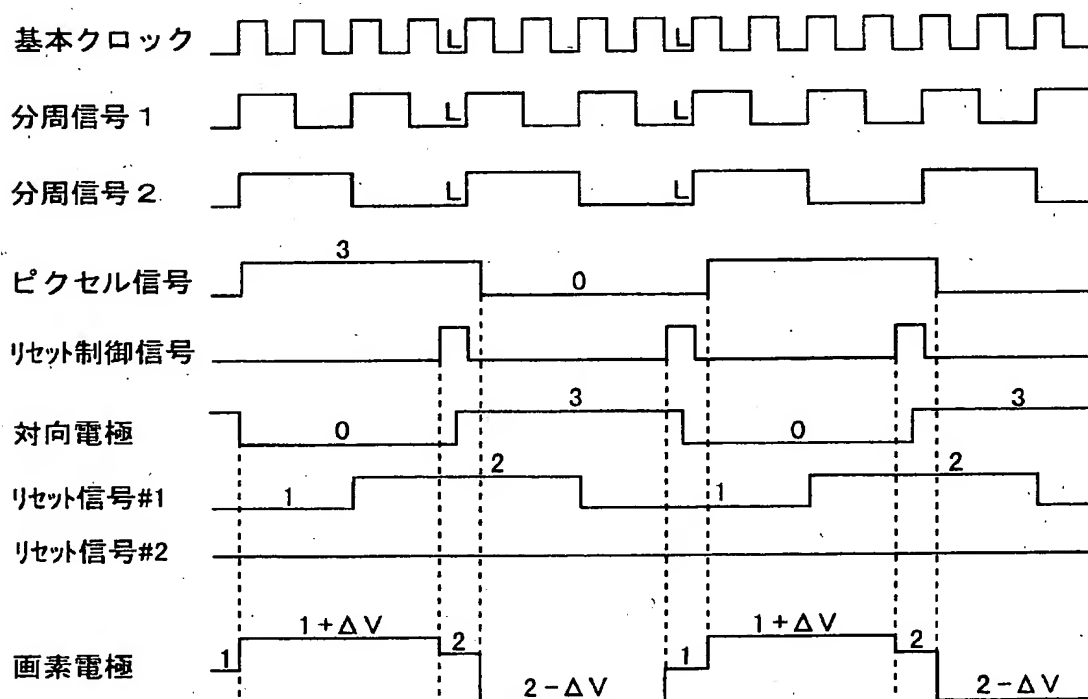 基本クロック L L
分周信号1 L L
分周信号2 L L
ピクセル信号 3 0
リセット制御信号
対向電極 0 3 0 3
リセット信号#1 1 2 1 2
リセット信号#2
画素電極 1 1+ΔV 2 2-ΔV 1 1+ΔV 2 2-ΔV